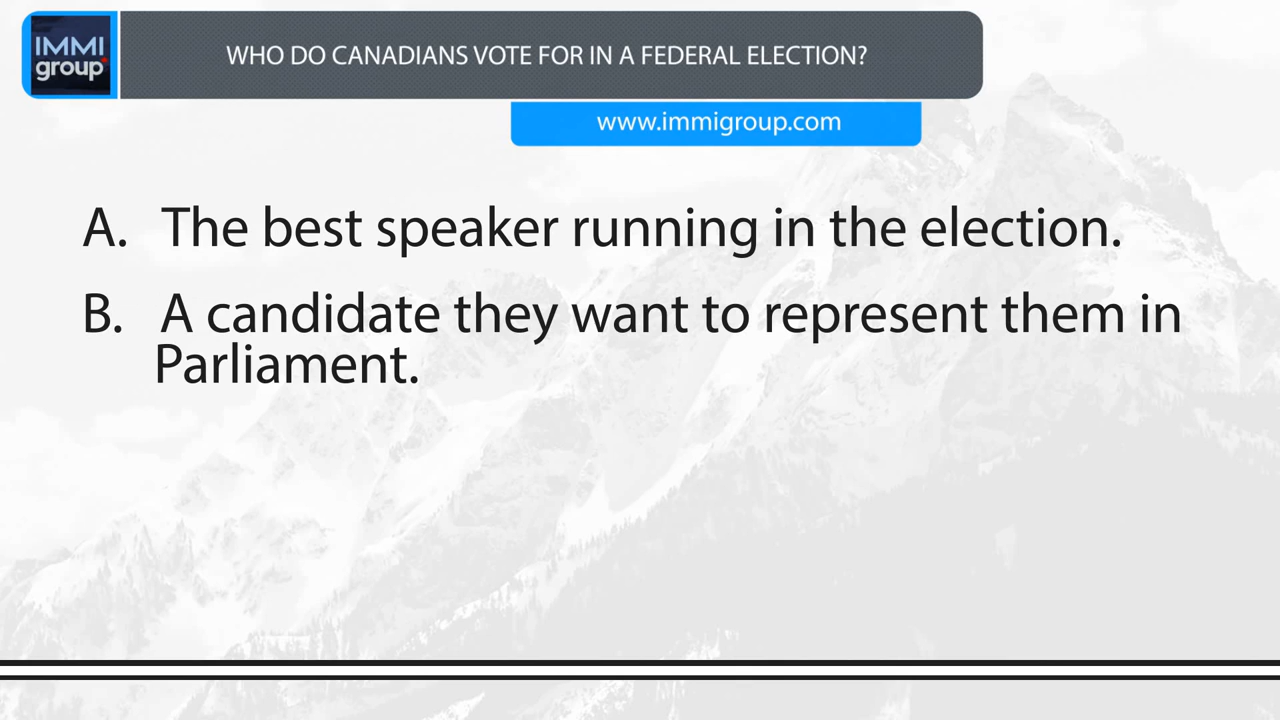 IMMI
group
WHO DO CANADIANS VOTE FOR IN A FEDERAL ELECTION?
www.immigroup.com
A. The best speaker running in the election.
B. A candidate they want to represent them in
Parliament.